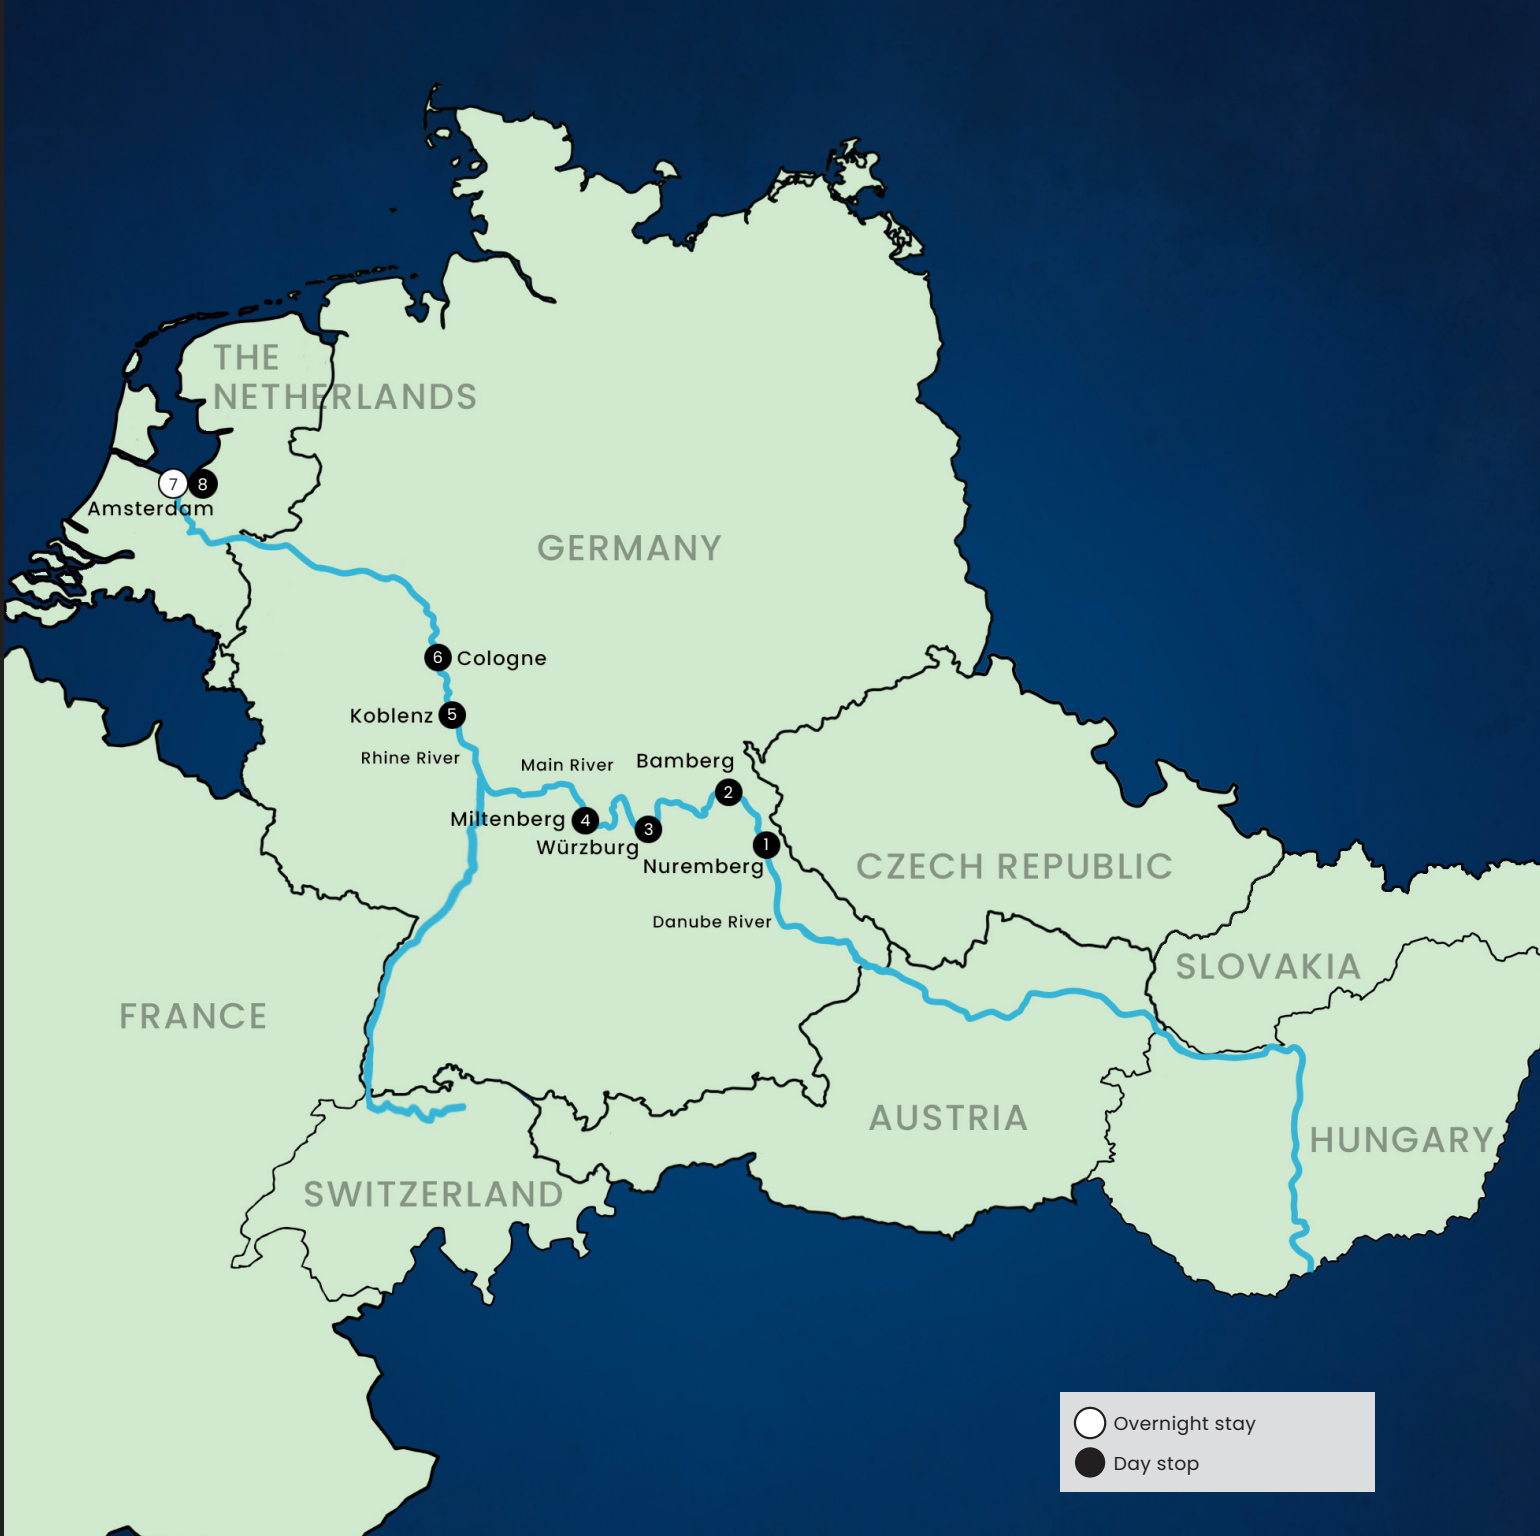 THE
NETHERLANDS
7 8
Amsterdam
GERMANY
6 Cologne
Koblenz 5
Rhine River
Main River
Bamberg
2
Miltenberg 4
3
Würzburg
1
Nuremberg
CZECH REPUBLIC
Danube River
SLOVAKIA
FRANCE
AUSTRIA
HUNGARY
SWITZERLAND
Overnight stay
Day stop